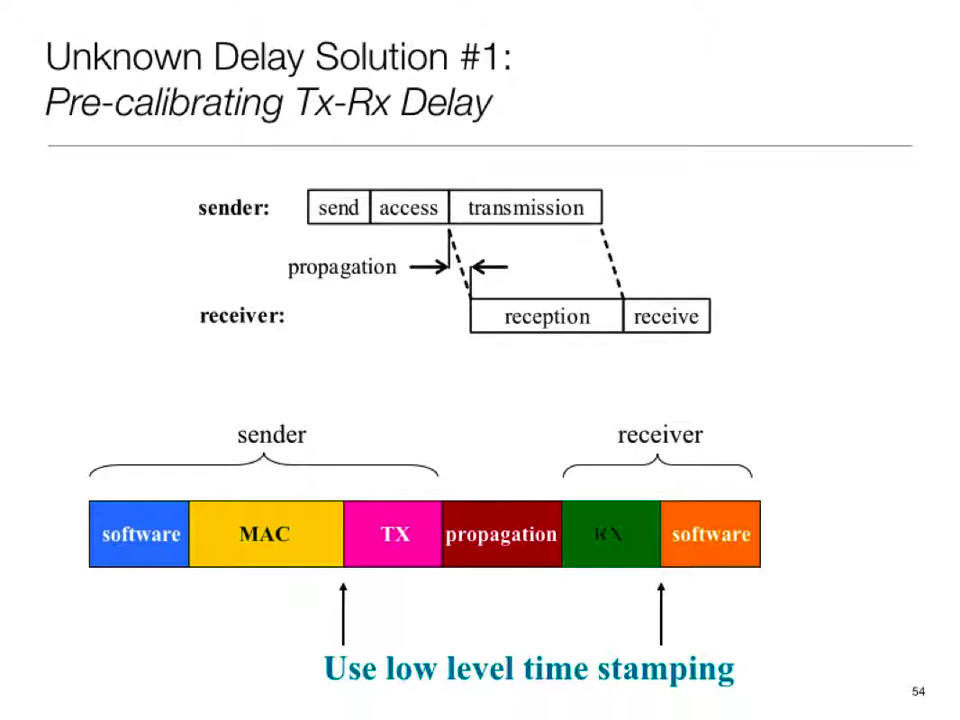 Unknown Delay Solution #1:
Pre-calibrating Tx-Rx Delay
sender: send access transmission
propagation
receiver: reception receive
sender receiver
software MAC TX propagation RX software
Use low level time stamping
54